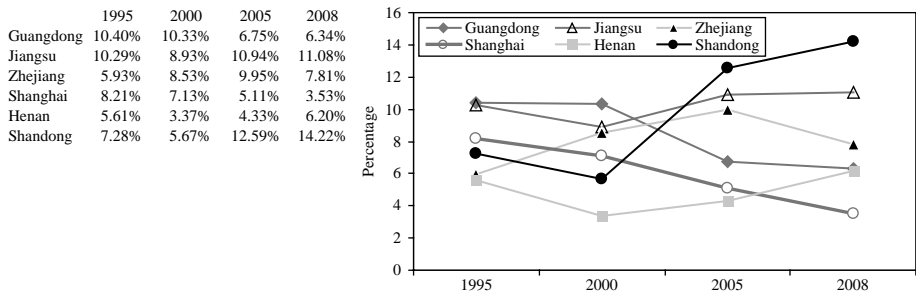 1995 2000 2005 2008
Guangdong 10.40% 10.33% 6.75% 6.34%
Jiangsu 10.29% 8.93% 10.94% 11.08%
Zhejiang 5.93% 8.53% 9.95% 7.81%
Shanghai 8.21% 7.13% 5.11% 3.53%
Henan 5.61% 3.37% 4.33% 6.20%
Shandong 7.28% 5.67% 12.59% 14.22%
Percentage
16
14
12
10
8
6
4
2
0
Guangdong Jiangsu Zhejiang
Shanghai Henan Shandong
1995 2000 2005 2008